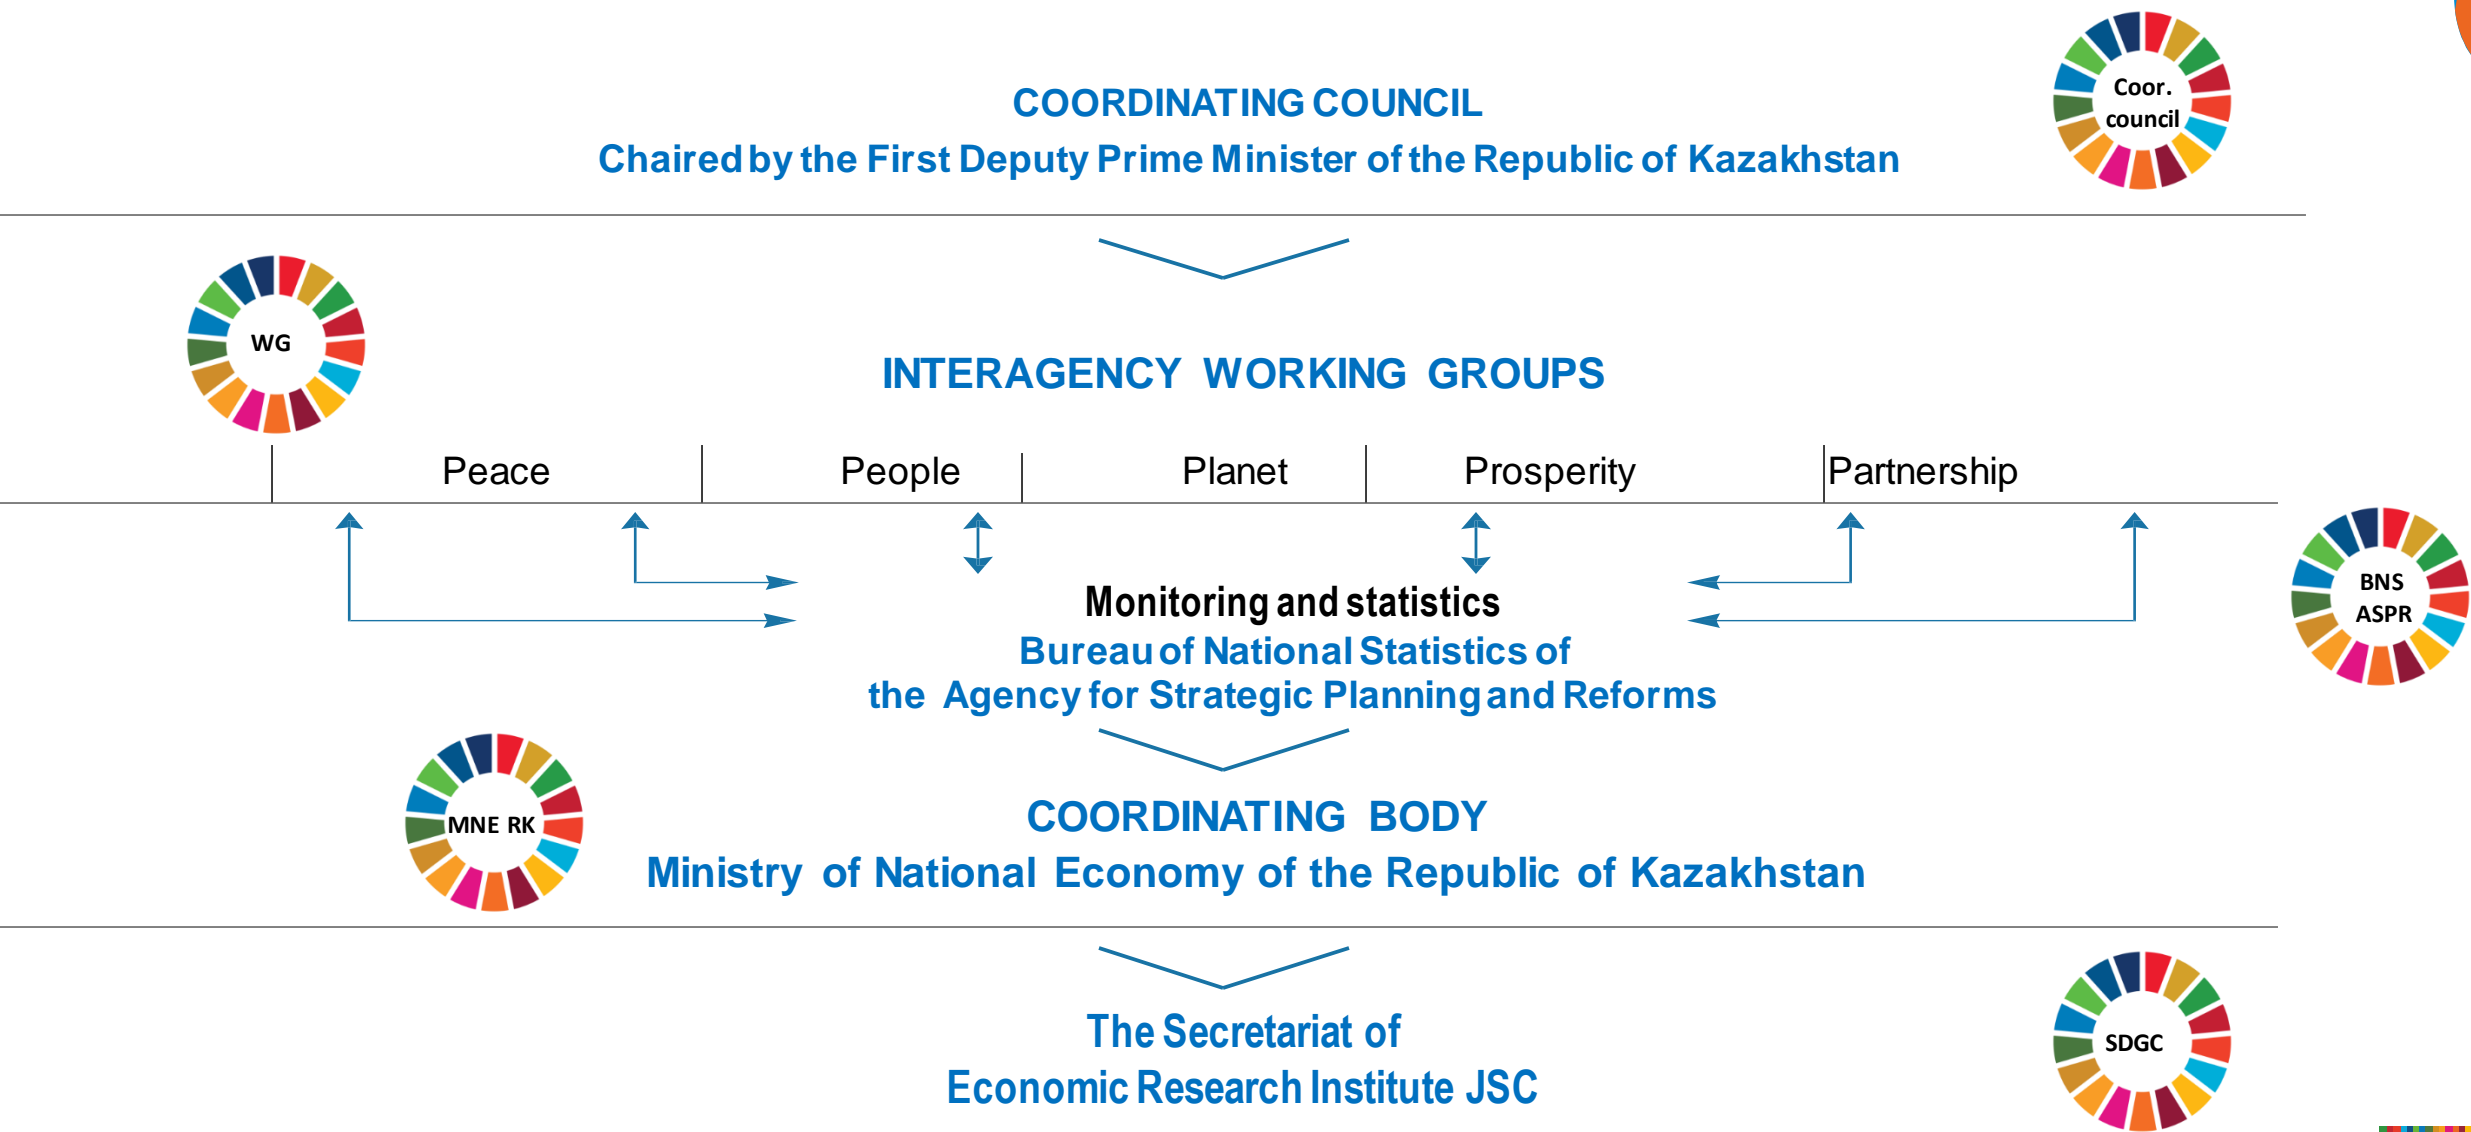 Coor.
council
COORDINATING COUNCIL
Chaired by the First Deputy Prime Minister of the Republic of Kazakhstan
WG
INTERAGENCY WORKING GROUPS
Peace People Planet Prosperity Partnership
BNS
ASPR
Monitoring and statistics
Bureau of National Statistics of
the Agency for Strategic Planning and Reforms
MNE RK
COORDINATING BODY
Ministry of National Economy of the Republic of Kazakhstan
The Secretariat of
Economic Research Institute JSC
SDGC